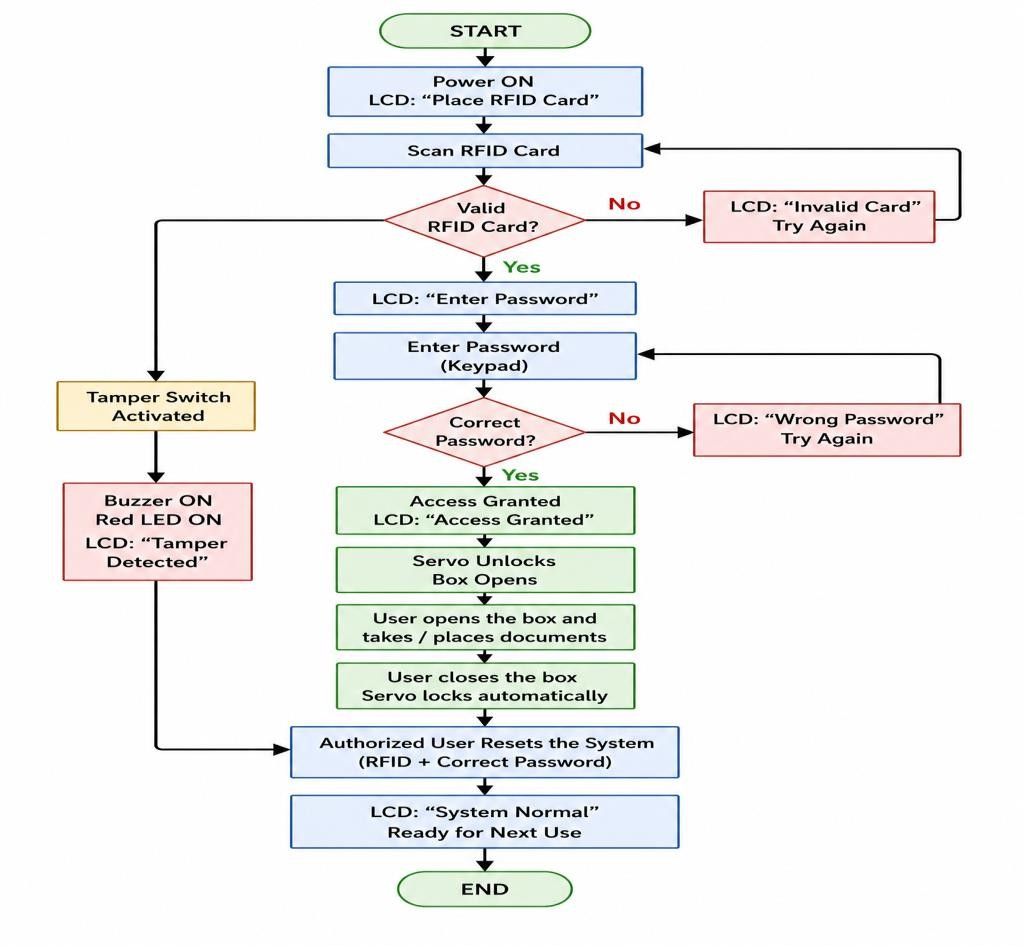 START
Power ON
LCD: “Place RFID Card”
Scan RFID Card
Valid
RFID Card?
No
LCD: “Invalid Card”
Try Again
Yes
LCD: “Enter Password”
Enter Password
(Keypad)
Correct
Password?
No
LCD: “Wrong Password”
Try Again
Yes
Tamper Switch
Activated
Buzzer ON
Red LED ON
LCD: “Tamper
Detected”
Access Granted
LCD: “Access Granted”
Servo Unlocks
Box Opens
User opens the box and
takes / places documents
User closes the box
Servo locks automatically
Authorized User Resets the System
(RFID + Correct Password)
LCD: “System Normal”
Ready for Next Use
END